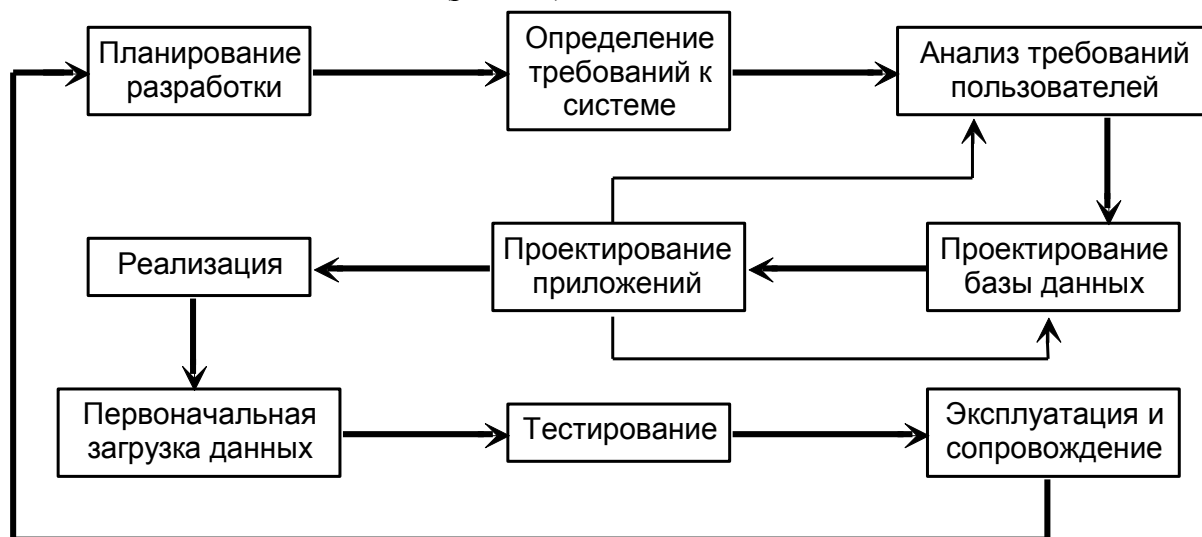 Планирование
разработки
Определение
требований к
системе
Анализ требований
пользователей
Реализация
Проектирование
приложений
Проектирование
базы данных
Первоначальная
загрузка данных
Тестирование
Эксплуатация и
сопровождение